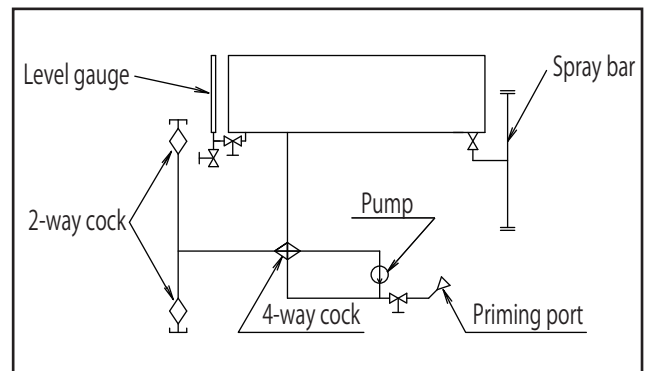 Level gauge
Spray bar
2-way cock
Pump
4-way cock
Priming port